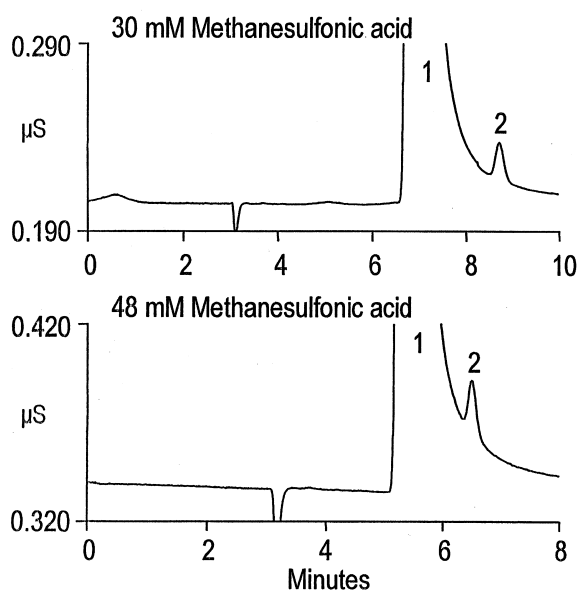 30 mM Methanesulfonic acid
0.290
1
2
µS
0.190
0 2 4 6 8 10
48 mM Methanesulfonic acid
0.420
1
2
µS
0.320
0 2 4 6 8
Minutes